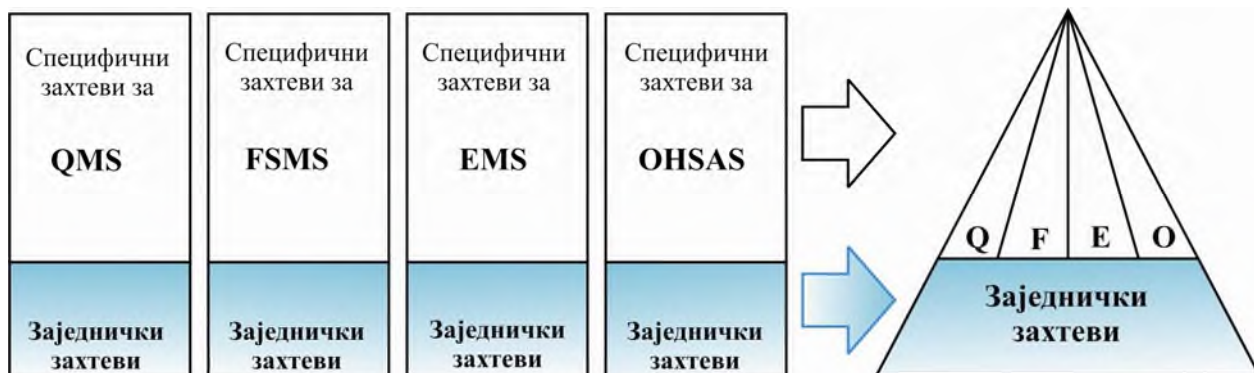 Специфични
захтеви за
QMS
Заједнички
захтеви
Специфични
захтеви за
FSMS
Заједнички
захтеви
Специфични
захтеви за
EMS
Заједнички
захтеви
Специфични
захтеви за
OHSAS
Заједнички
захтеви
Q F E O
Заједнички
захтеви